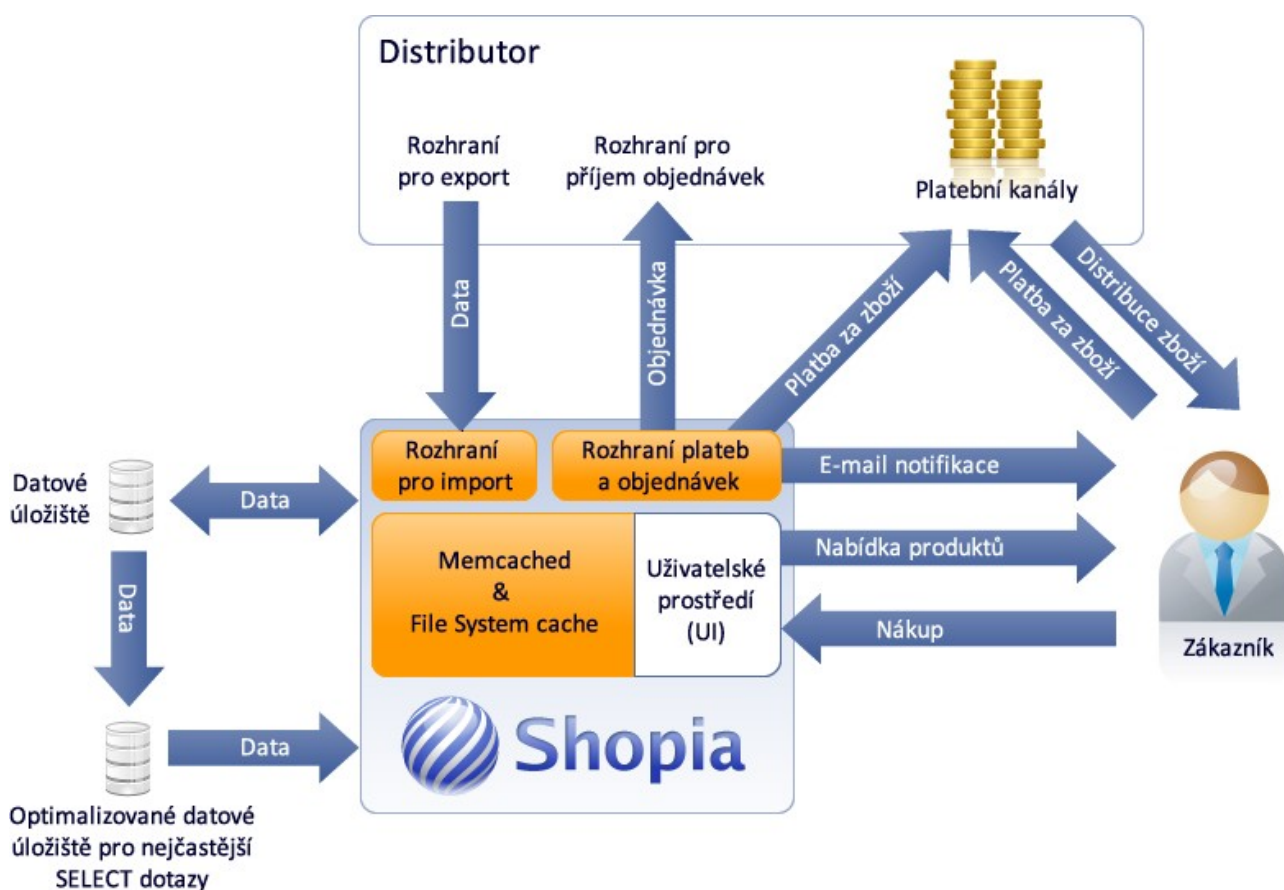 Distributor
Rozhraní
pro export
Rozhraní pro
příjem objednávek
Platební kanály
Data
Objednávka
Platba za zboží
Platba za zboží
Distribuce zboží
Rozhraní
pro import
Rozhraní plateb
a objednávek
E-mail notifikace
Datové
úložiště
Data
Memcached
&
File System cache
Uživatelské
prostředí
(UI)
Nabídka produktů
Nákup
Zákazník
Data
Data
Shopia
Optimalizované datové
úložiště pro nejčastější
SELECT dotazy